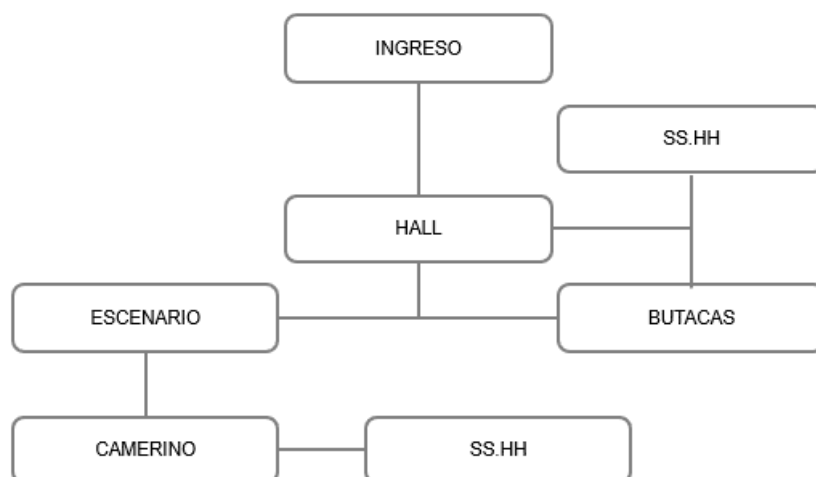 INGRESO
SS.HH
HALL
ESCENARIO
BUTACAS
CAMERINO
SS.HH